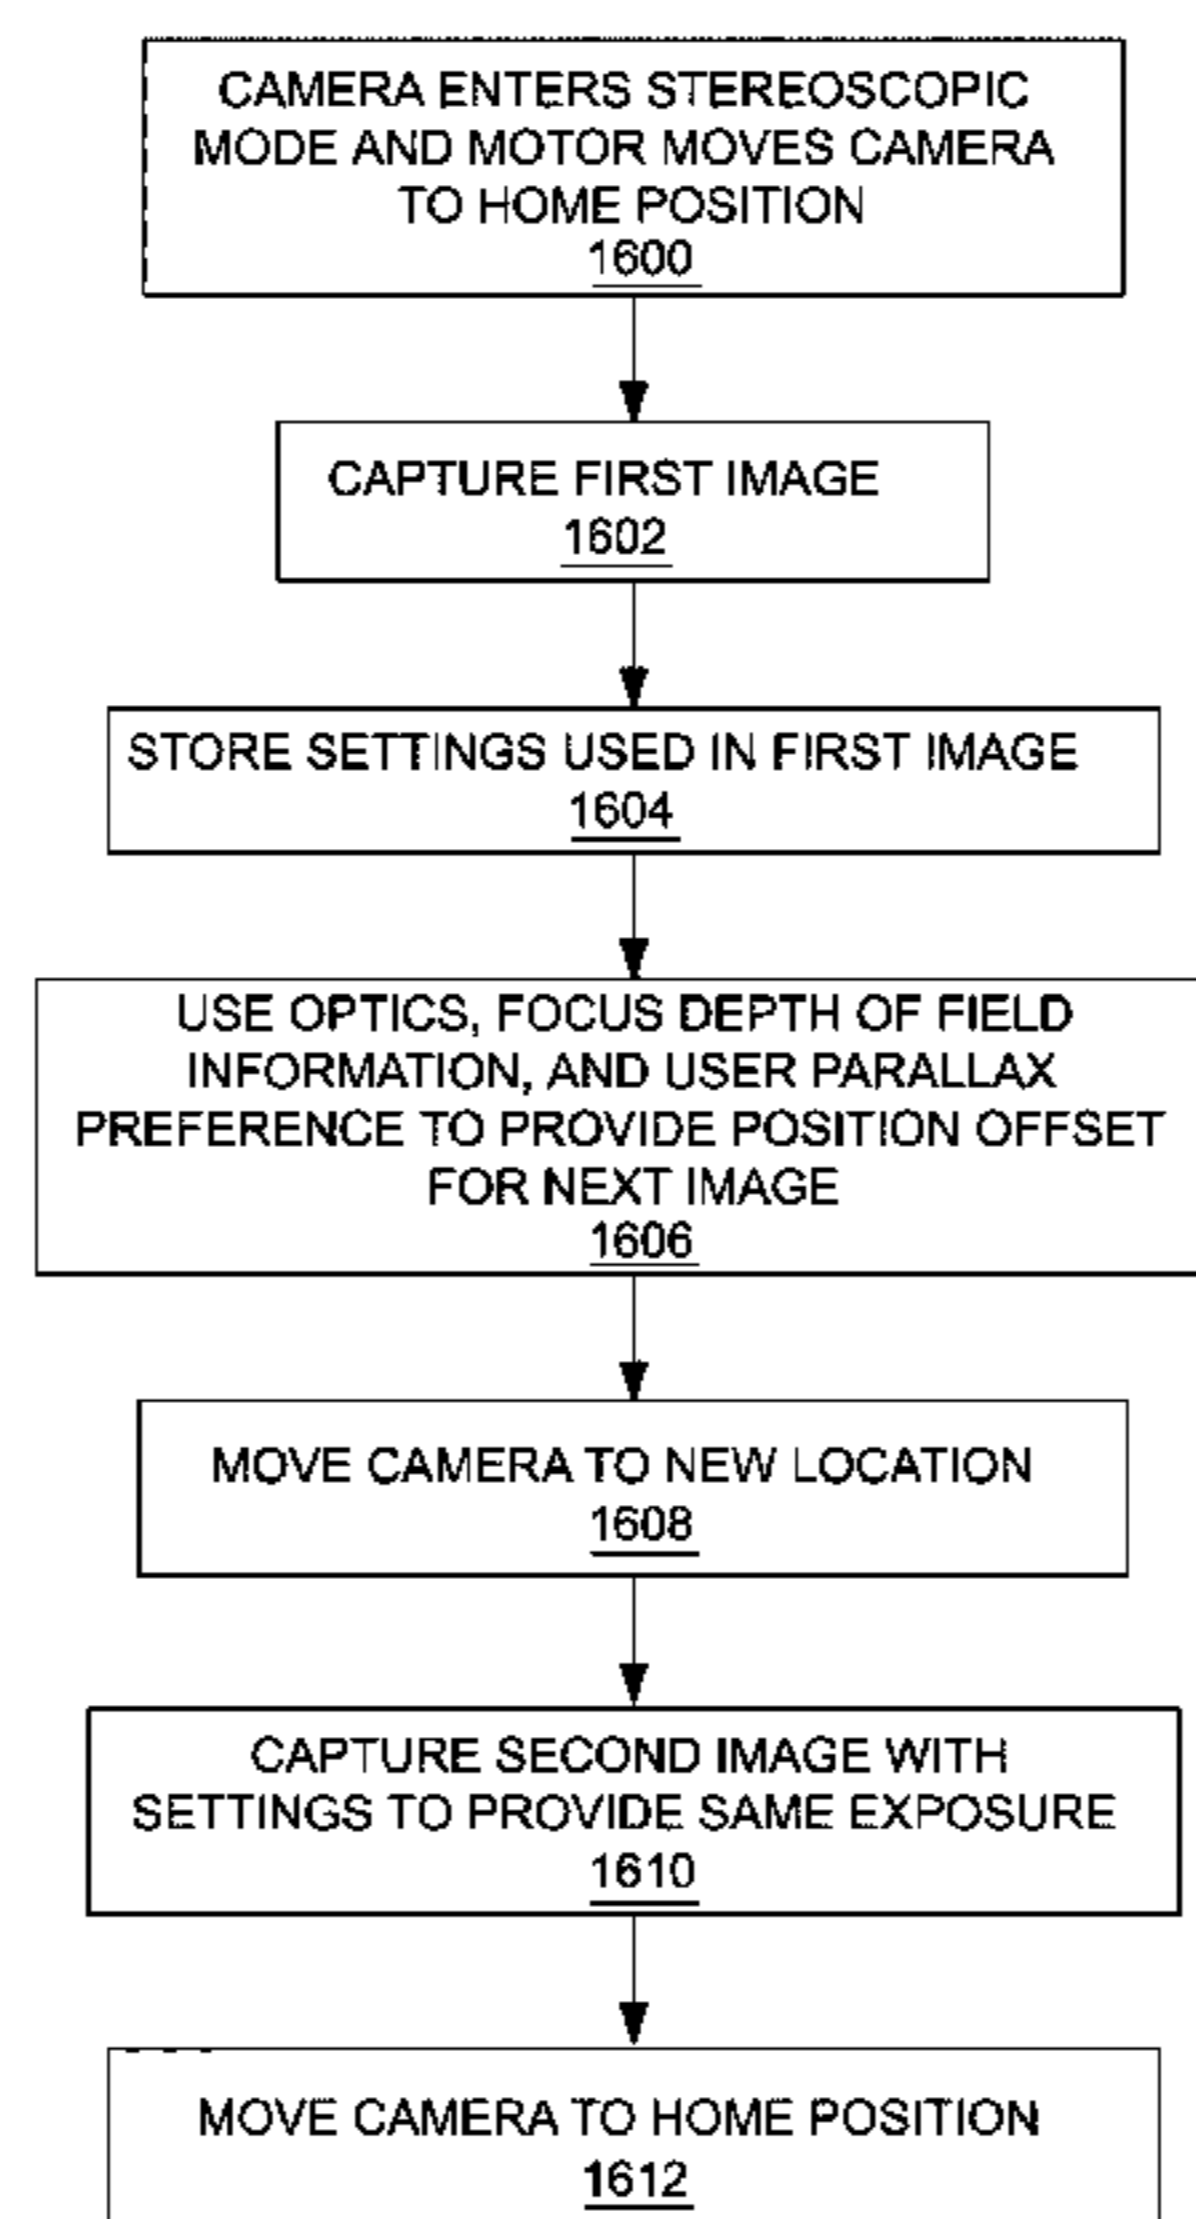 CAMERA ENTERS STEREOSCOPIC
MODE AND MOTOR MOVES CAMERA
TO HOME POSITION
1600
CAPTURE FIRST IMAGE
1602
STORE SETTINGS USED IN FIRST IMAGE
1604
USE OPTICS, FOCUS DEPTH OF FIELD
INFORMATION, AND USER PARALLAX
PREFERENCE TO PROVIDE POSITION OFFSET
FOR NEXT IMAGE
1606
MOVE CAMERA TO NEW LOCATION
1608
CAPTURE SECOND IMAGE WITH
SETTINGS TO PROVIDE SAME EXPOSURE
1610
MOVE CAMERA TO HOME POSITION
1612